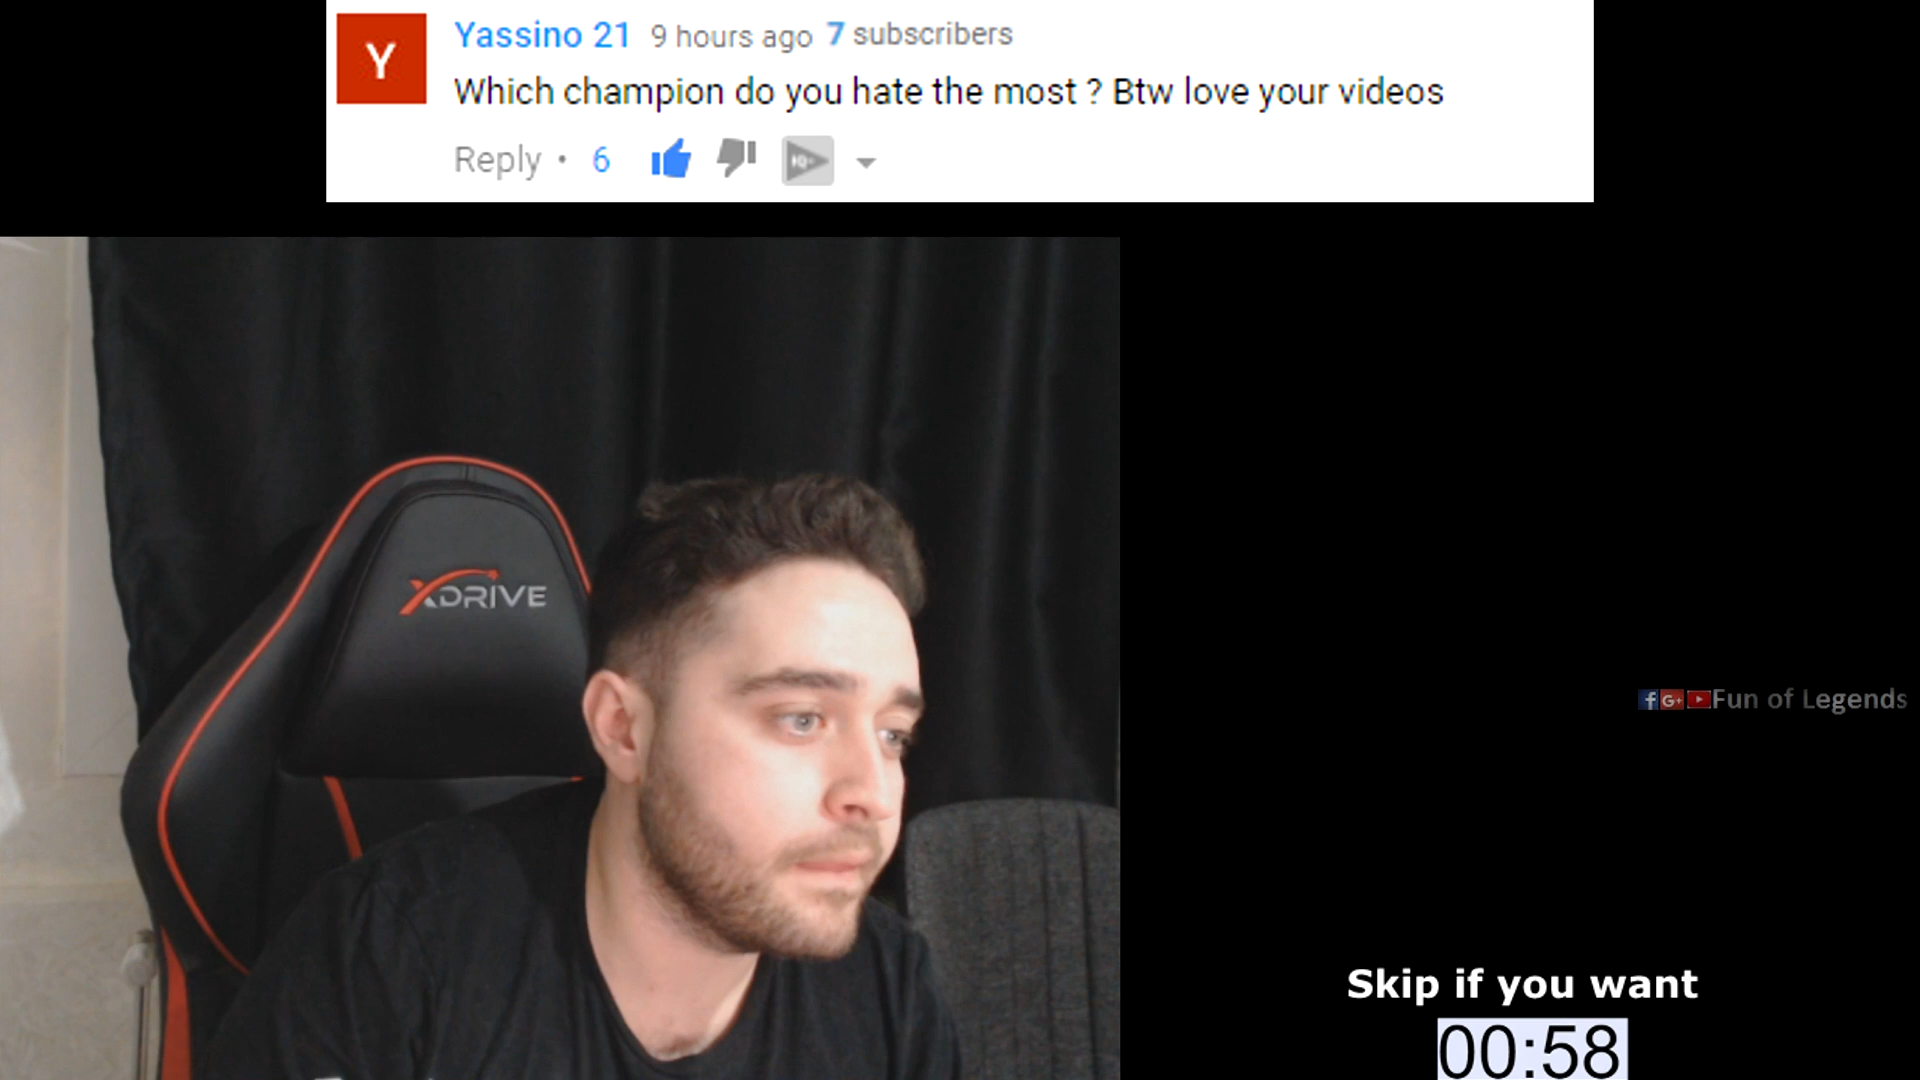 Y
Yassino 21 9 hours ago 7 subscribers
Which champion do you hate the most ? Btw love your videos
Reply • 6
XDRIVE
Fun of Legends
Skip if you want
00:58